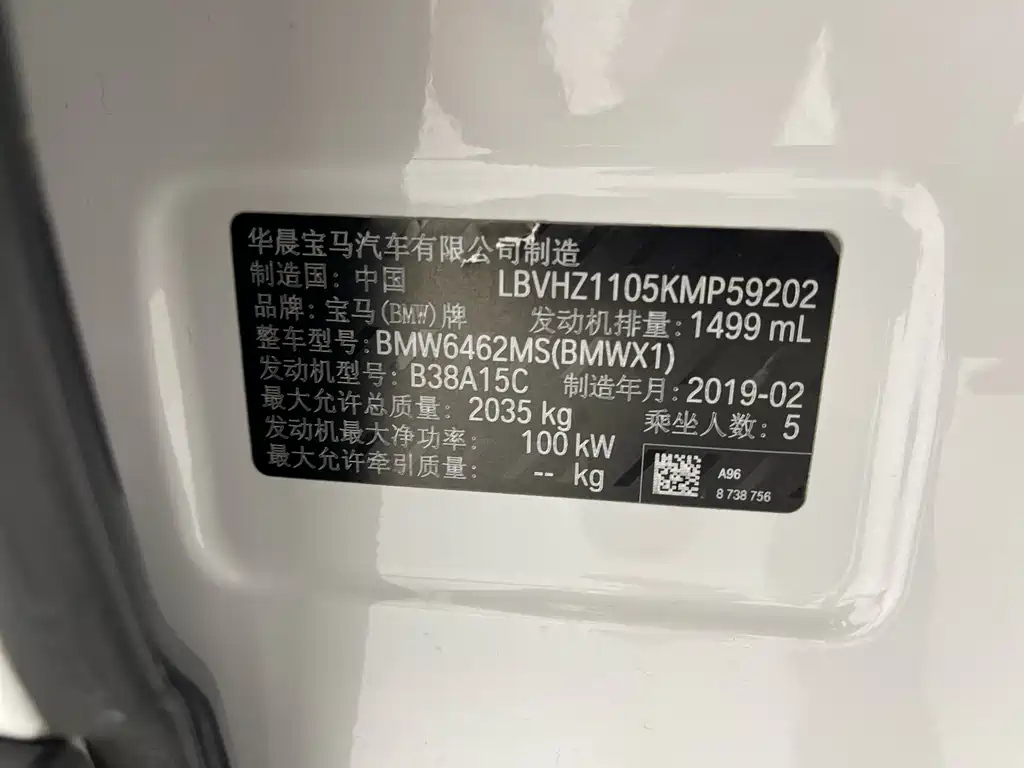 华晨宝马汽车有限公司制造
制造国：中国 LBVHZ1105KMP59202
品牌：宝马(BMW)牌 发动机排量：1499 mL
整车型号：BMW6462MS(BMWX1)
发动机型号：B38A15C 制造年月：2019-02
最大允许总质量：2035 kg 乘坐人数：5
发动机最大净功率：100 kW
最大允许牵引质量：-- kg
A96
8 738 756